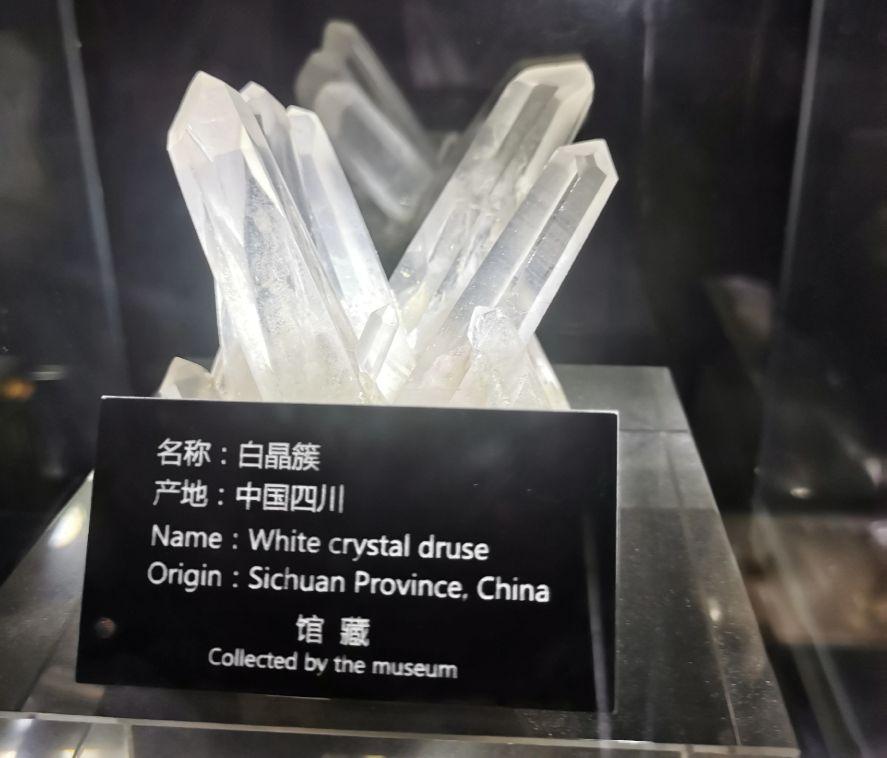 名称：白晶簇
产地：中国四川
Name：White crystal druse
Origin：Sichuan Province, China
馆 藏
Collected by the museum